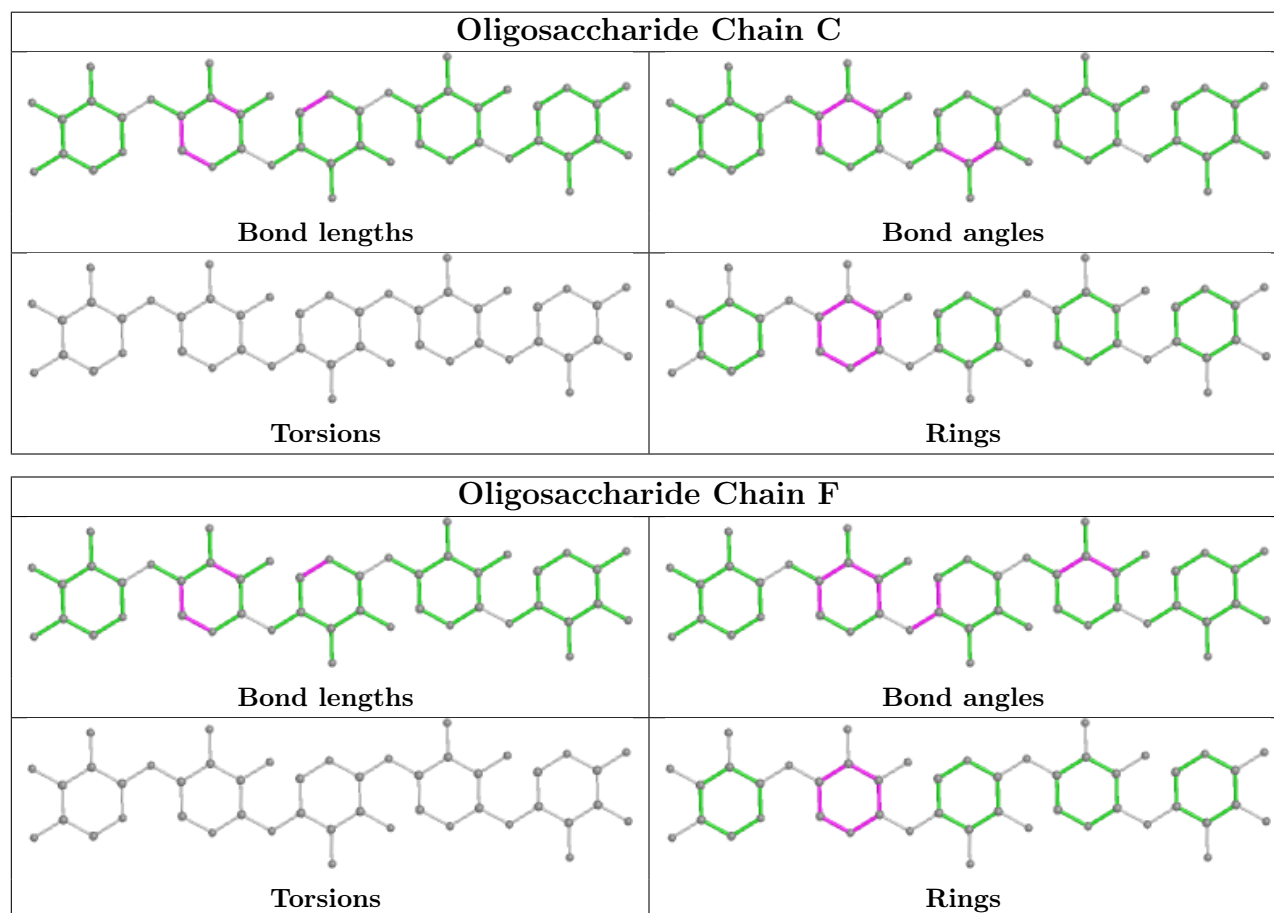 Oligosaccharide Chain C
Bond lengths
Bond angles
Torsions
Rings
Oligosaccharide Chain F
Bond lengths
Bond angles
Torsions
Rings